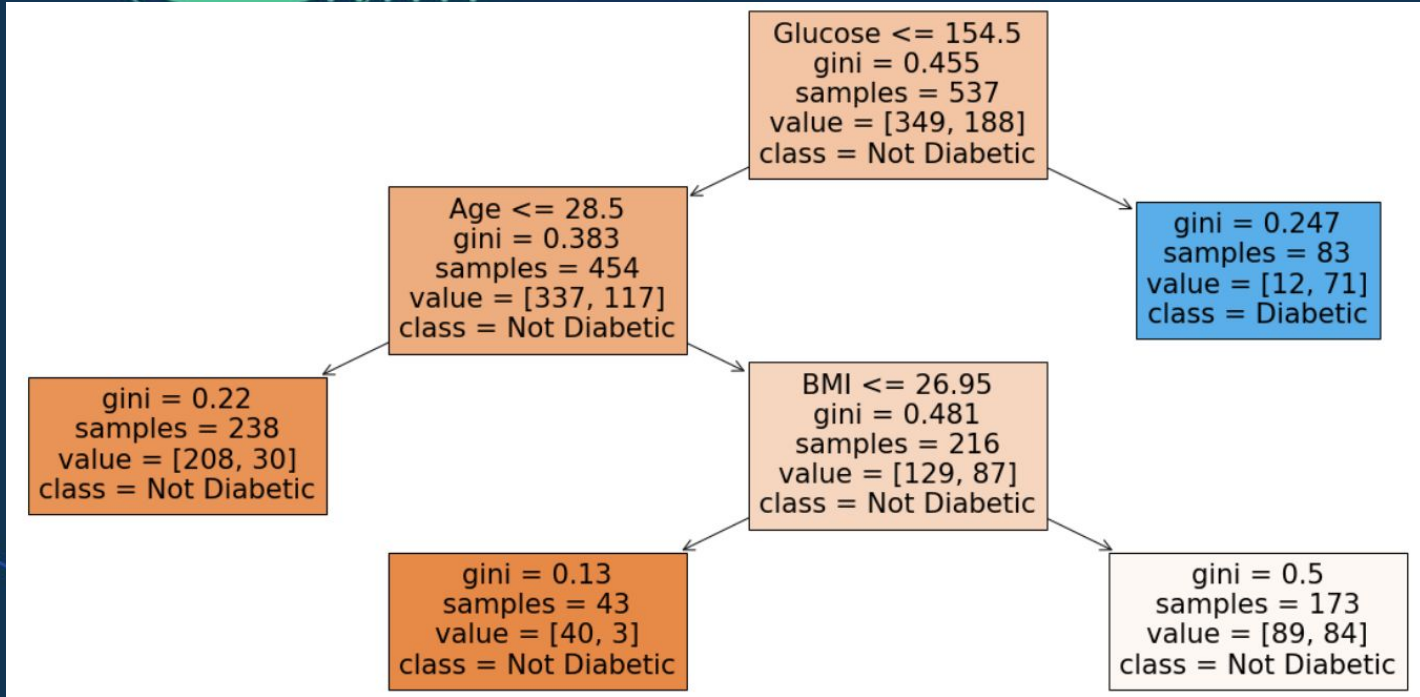 Glucose <= 154.5
gini = 0.455
samples = 537
value = [349, 188]
class = Not Diabetic
Age <= 28.5
gini = 0.383
samples = 454
value = [337, 117]
class = Not Diabetic
gini = 0.247
samples = 83
value = [12, 71]
class = Diabetic
gini = 0.22
samples = 238
value = [208, 30]
class = Not Diabetic
BMI <= 26.95
gini = 0.481
samples = 216
value = [129, 87]
class = Not Diabetic
gini = 0.13
samples = 43
value = [40, 3]
class = Not Diabetic
gini = 0.5
samples = 173
value = [89, 84]
class = Not Diabetic